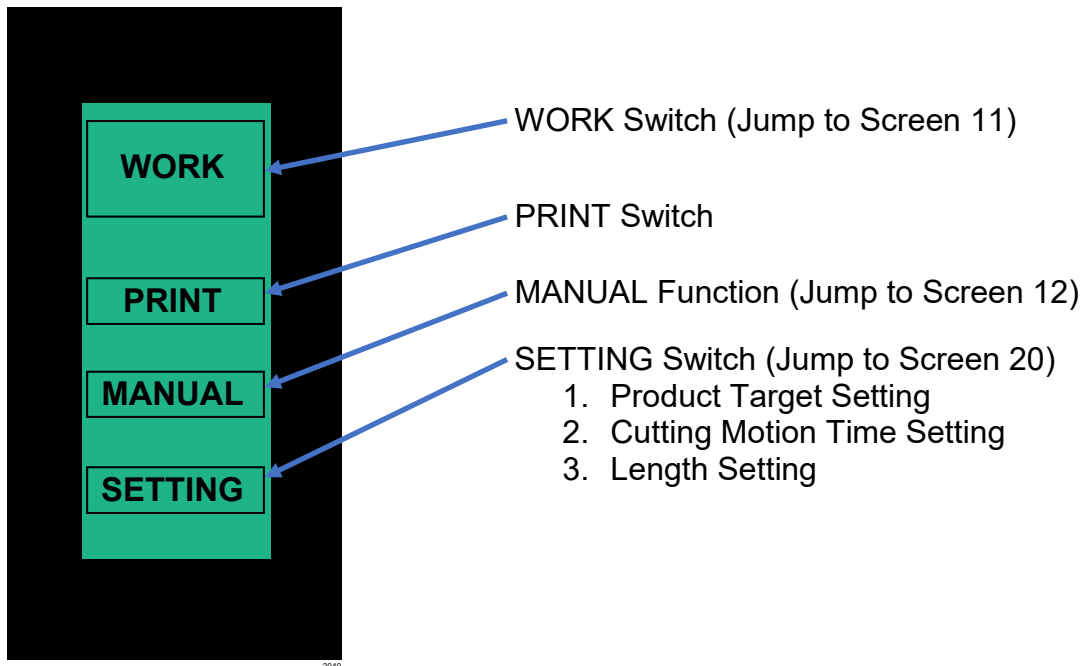 WORK
PRINT
MANUAL
SETTING
WORK Switch (Jump to Screen 11)
PRINT Switch
MANUAL Function (Jump to Screen 12)
SETTING Switch (Jump to Screen 20)
1. Product Target Setting
2. Cutting Motion Time Setting
3. Length Setting